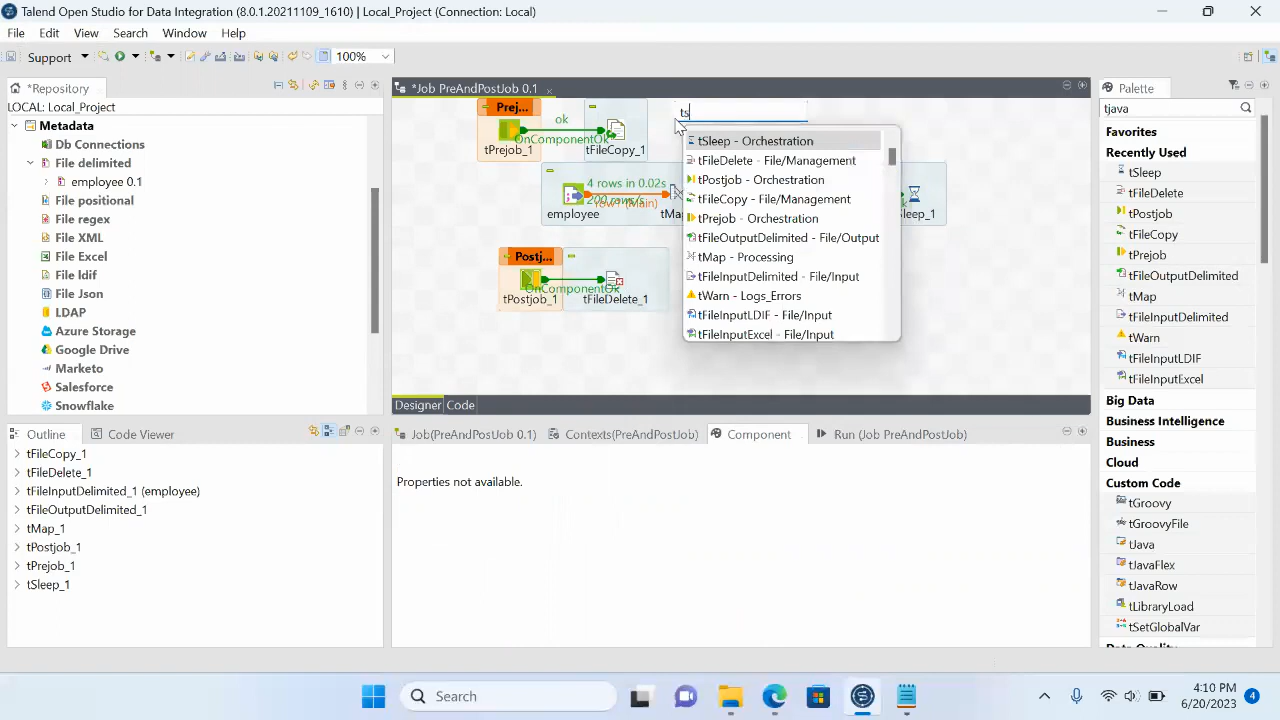 Talend Open Studio for Data Integration (8.0.1.20211109_1610) | Local_Project (Connection: Local)
File Edit View Search Window Help
Support 100%
*Repository
LOCAL: Local_Project
Metadata
Db Connections
File delimited
employee 0.1
File positional
File regex
File XML
File Excel
File ldif
File Json
LDAP
Azure Storage
Google Drive
Marketo
Salesforce
Snowflake
*Job PreAndPostJob 0.1
Prej...
ok
OnComponentOk
tPrejob_1
tFileCopy_1
ts
4 rows in 0.02s
row1 (Main)
employee
Postj...
OnComponentOk
tPostjob_1
tFileDelete_1
tSleep - Orchestration
tFileDelete - File/Management
tPostjob - Orchestration
tFileCopy - File/Management
tPrejob - Orchestration
tFileOutputDelimited - File/Output
tMap - Processing
tFileInputDelimited - File/Input
tWarn - Logs_Errors
tFileInputLDIF - File/Input
tFileInputExcel - File/Input
Designer Code
Palette
tjava
Favorites
Recently Used
tSleep
tFileDelete
tPostjob
tFileCopy
tPrejob
tFileOutputDelimited
tMap
tFileInputDelimited
tWarn
tFileInputLDIF
tFileInputExcel
Big Data
Business Intelligence
Business
Cloud
Custom Code
tGroovy
tGroovyFile
tJava
tJavaFlex
tJavaRow
tLibraryLoad
tSetGlobalVar
Outline Code Viewer
tFileCopy_1
tFileDelete_1
tFileInputDelimited_1 (employee)
tFileOutputDelimited_1
tMap_1
tPostjob_1
tPrejob_1
tSleep_1
Job(PreAndPostJob 0.1) Contexts(PreAndPostJob) Component Run (Job PreAndPostJob)
Properties not available.
Search
4:10 PM
6/20/2023
4